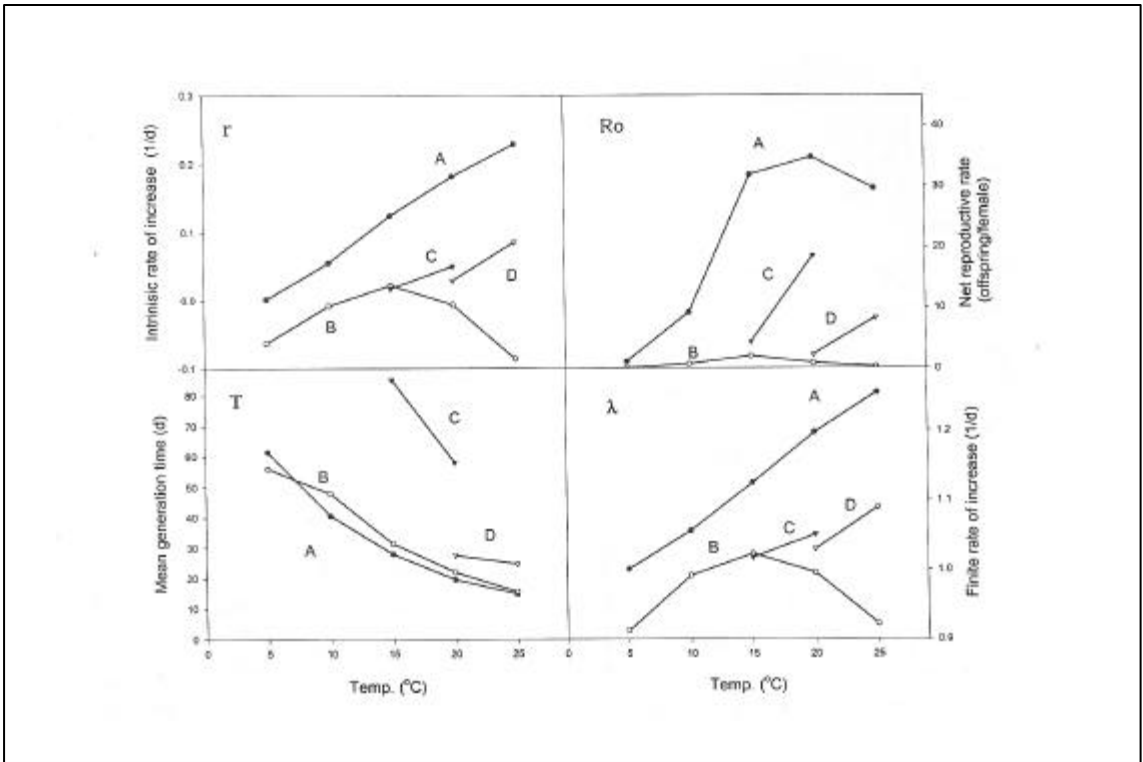 0.3
0.2
0.1
-0.0
-0.1
Intrinisic rate of increase (1/d)
r
A
B
C
D
Ro
A
B
C
D
40
30
20
10
0
Net reproductive rate
(offspring/female)
80
70
60
50
40
30
20
10
0
Mean generation time (d)
T
A
B
C
D
0
5
10
15
20
25
Temp. (°C)
λ
A
B
C
D
1.2
1.1
1.0
0.9
Finite rate of increase (1/d)
0
5
10
15
20
25
Temp. (°C)